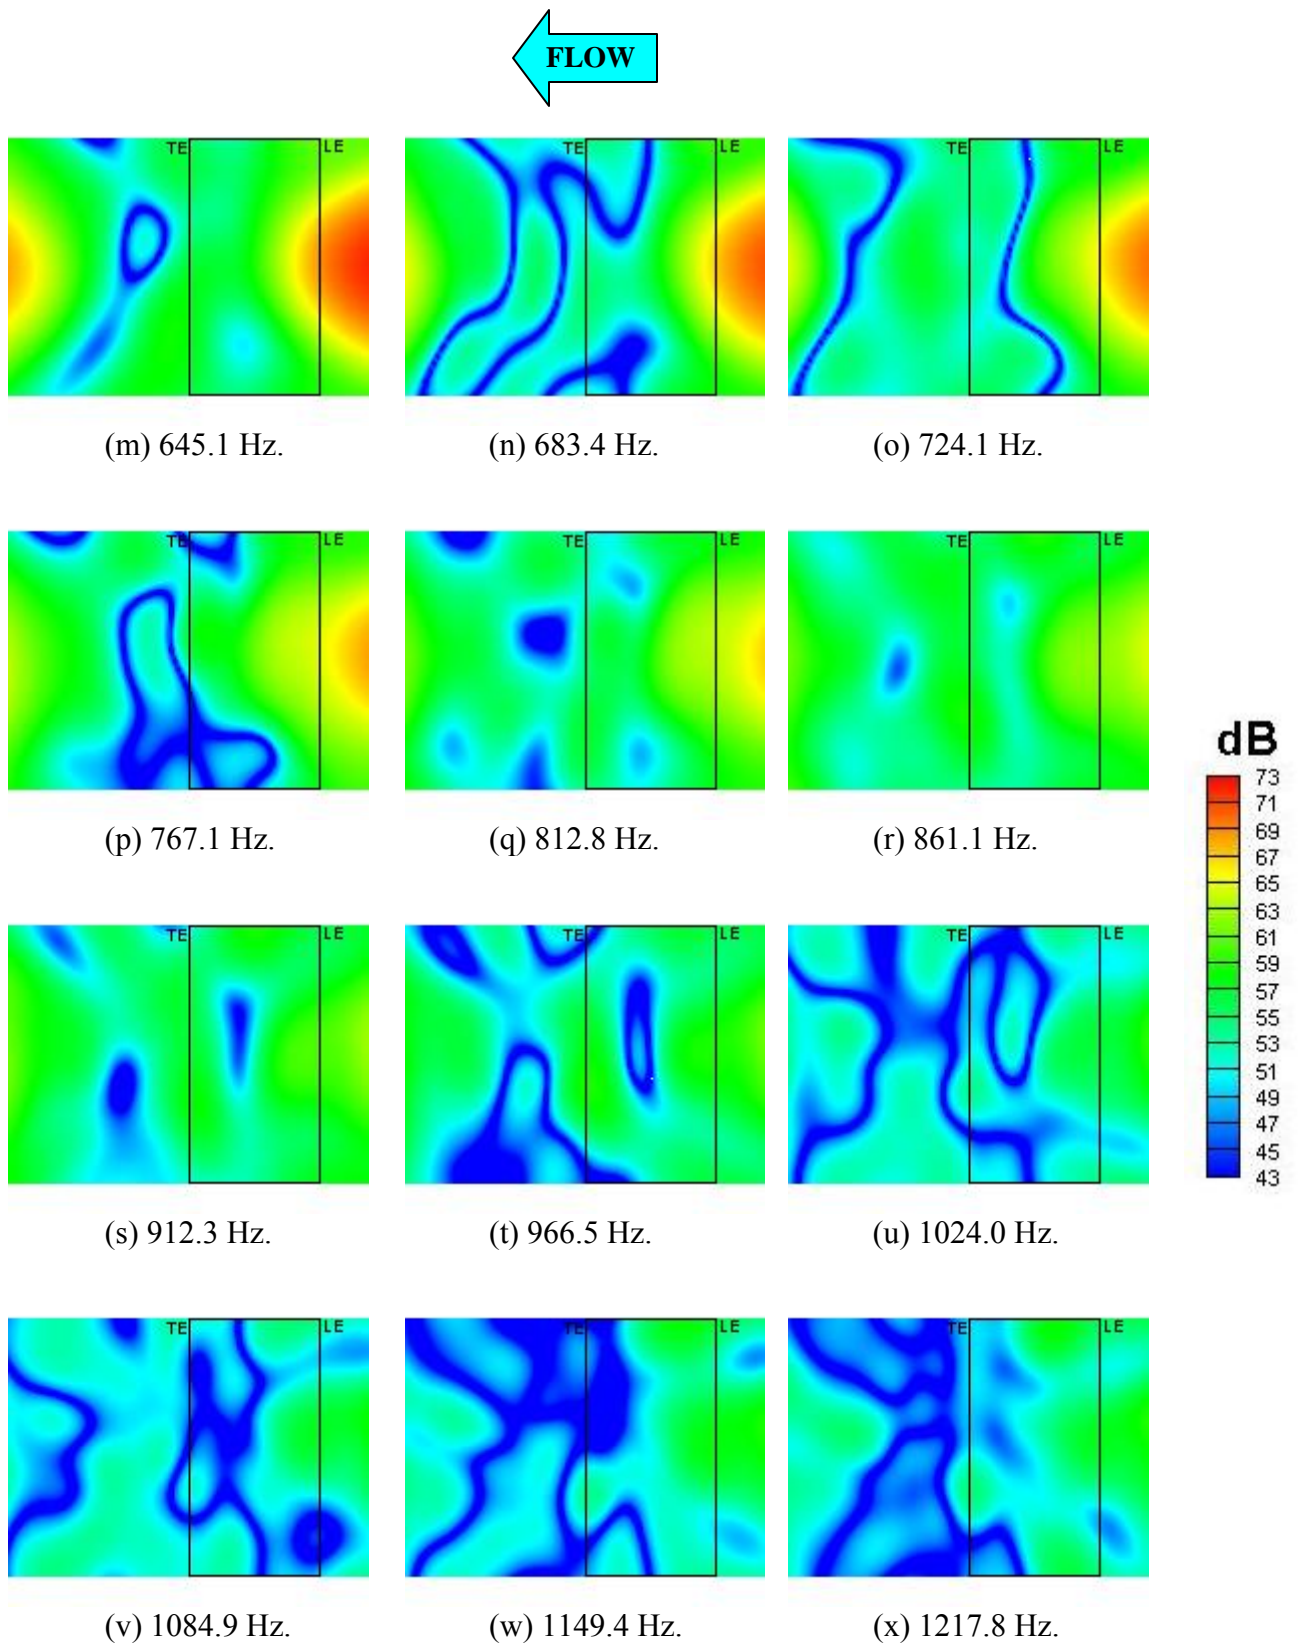 FLOW
TE LE TE LE TE LE
(m) 645.1 Hz. (n) 683.4 Hz. (o) 724.1 Hz.
TE LE TE LE TE LE
(p) 767.1 Hz. (q) 812.8 Hz. (r) 861.1 Hz.
dB
73
71
69
67
65
63
61
59
57
55
53
51
49
47
45
43
TE LE TE LE TE LE
(s) 912.3 Hz. (t) 966.5 Hz. (u) 1024.0 Hz.
TE LE TE LE TE LE
(v) 1084.9 Hz. (w) 1149.4 Hz. (x) 1217.8 Hz.